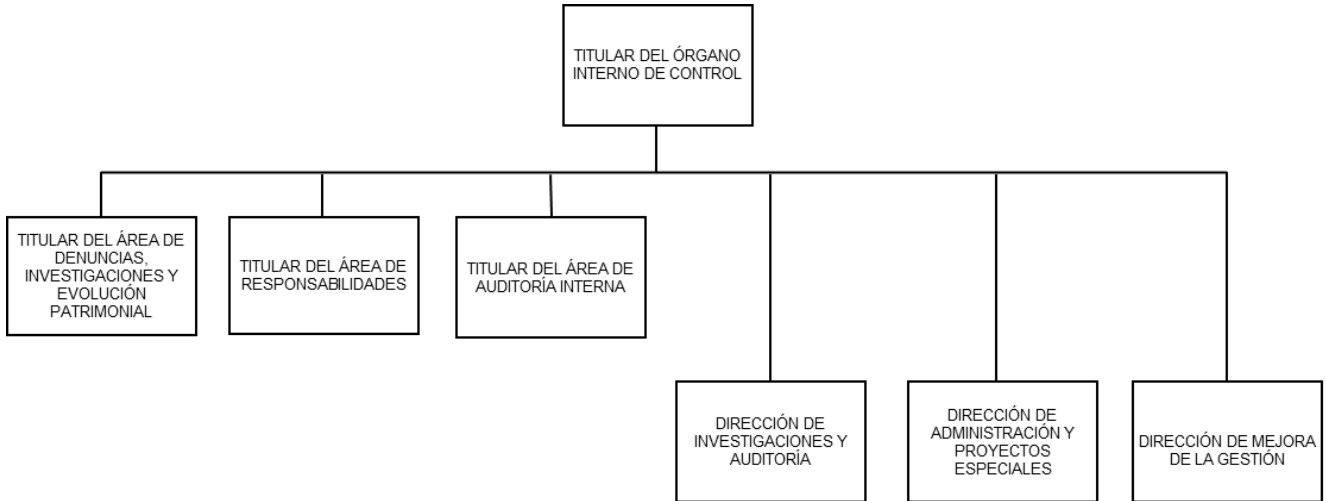 TITULAR DEL ÓRGANO
INTERNO DE CONTROL
TITULAR DEL ÁREA DE
DENUNCIAS,
INVESTIGACIONES Y
EVOLUCIÓN
PATRIMONIAL
TITULAR DEL ÁREA DE
RESPONSABILIDADES
TITULAR DEL ÁREA DE
AUDITORÍA INTERNA
DIRECCIÓN DE
INVESTIGACIONES Y
AUDITORÍA
DIRECCIÓN DE
ADMINISTRACIÓN Y
PROYECTOS
ESPECIALES
DIRECCIÓN DE MEJORA
DE LA GESTIÓN